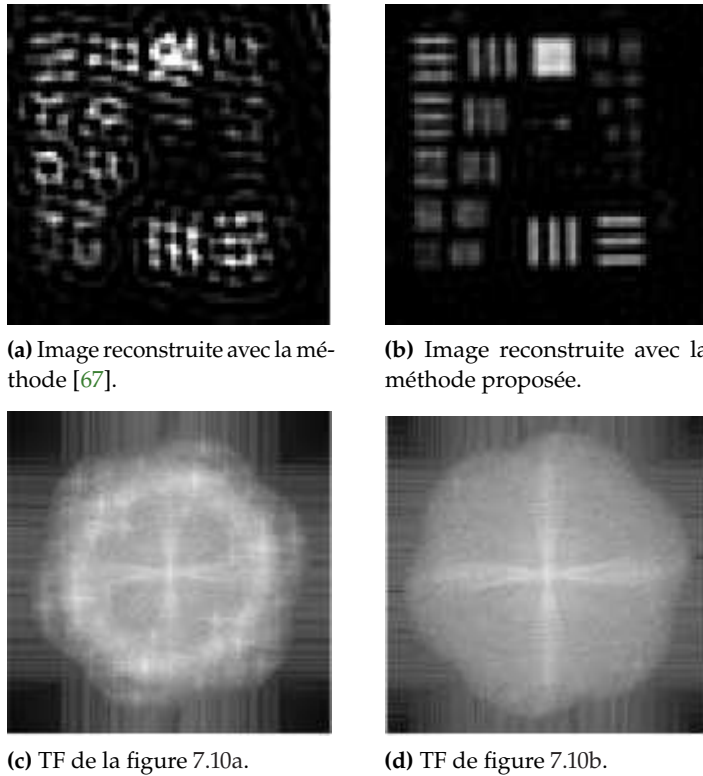 (a) Image reconstruite avec la mé-
thode [67].
(b) Image reconstruite avec la
méthode proposée.
(c) TF de la figure 7.10a.
(d) TF de figure 7.10b.